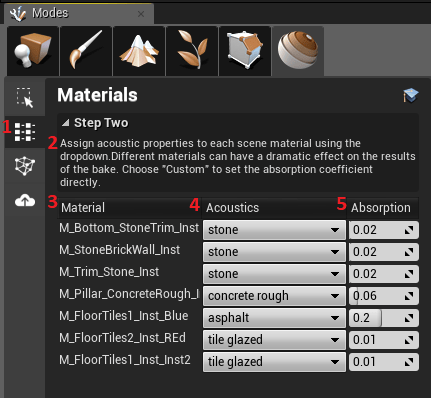 Modes
Materials
1
Step Two
2
Assign acoustic properties to each scene material using the
dropdown.Different materials can have a dramatic effect on the results
of the bake. Choose "Custom" to set the absorption coefficient
directly.
3 Material 4 Acoustics 5 Absorption
M_Bottom_StoneTrim_Inst stone 0.02
M_StoneBrickWall_Inst stone 0.02
M_Trim_Stone_Inst stone 0.02
M_Pillar_ConcreteRough_I concrete rough 0.06
M_FloorTiles1_Inst_Blue asphalt 0.2
M_FloorTiles2_Inst_REd tile glazed 0.01
M_FloorTiles1_Inst_Inst2 tile glazed 0.01